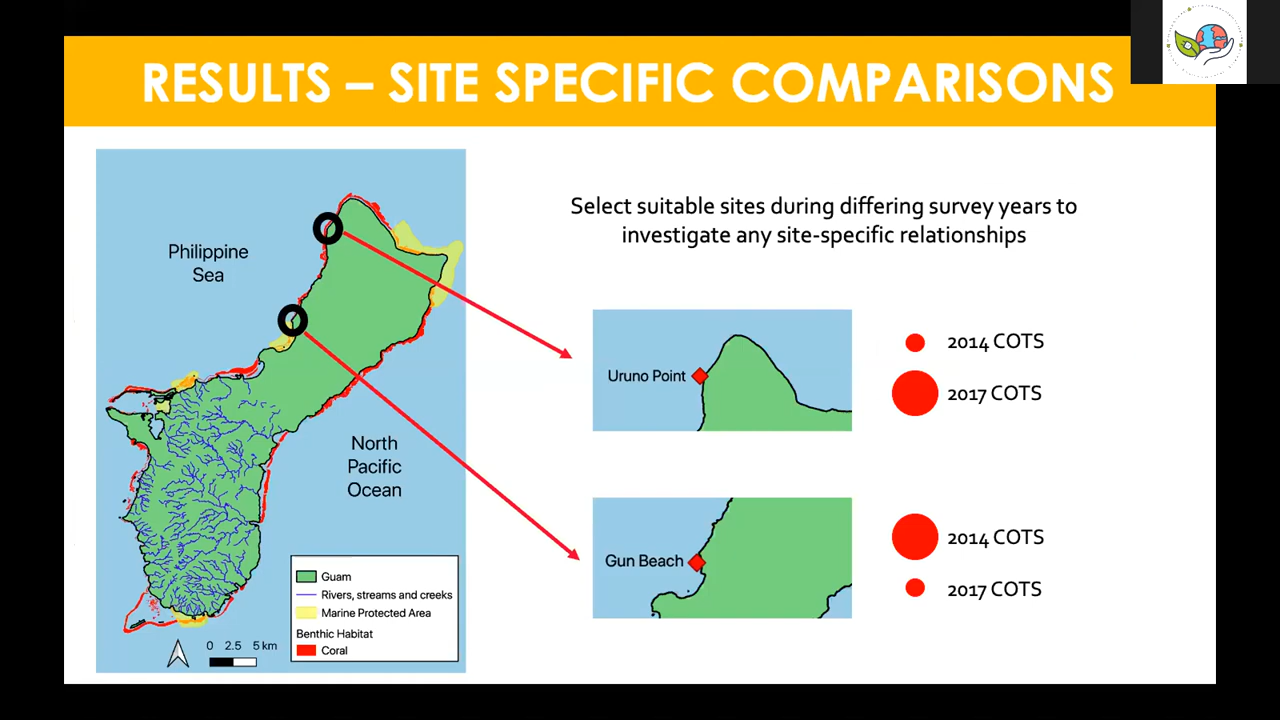 RESULTS – SITE SPECIFIC COMPARISONS
Philippine
Sea
North
Pacific
Ocean
Guam
Rivers, streams and creeks
Marine Protected Area
Benthic Habitat
Coral
0 2.5 5 km
Select suitable sites during differing survey years to
investigate any site-specific relationships
Uruno Point
2014 COTS
2017 COTS
Gun Beach
2014 COTS
2017 COTS